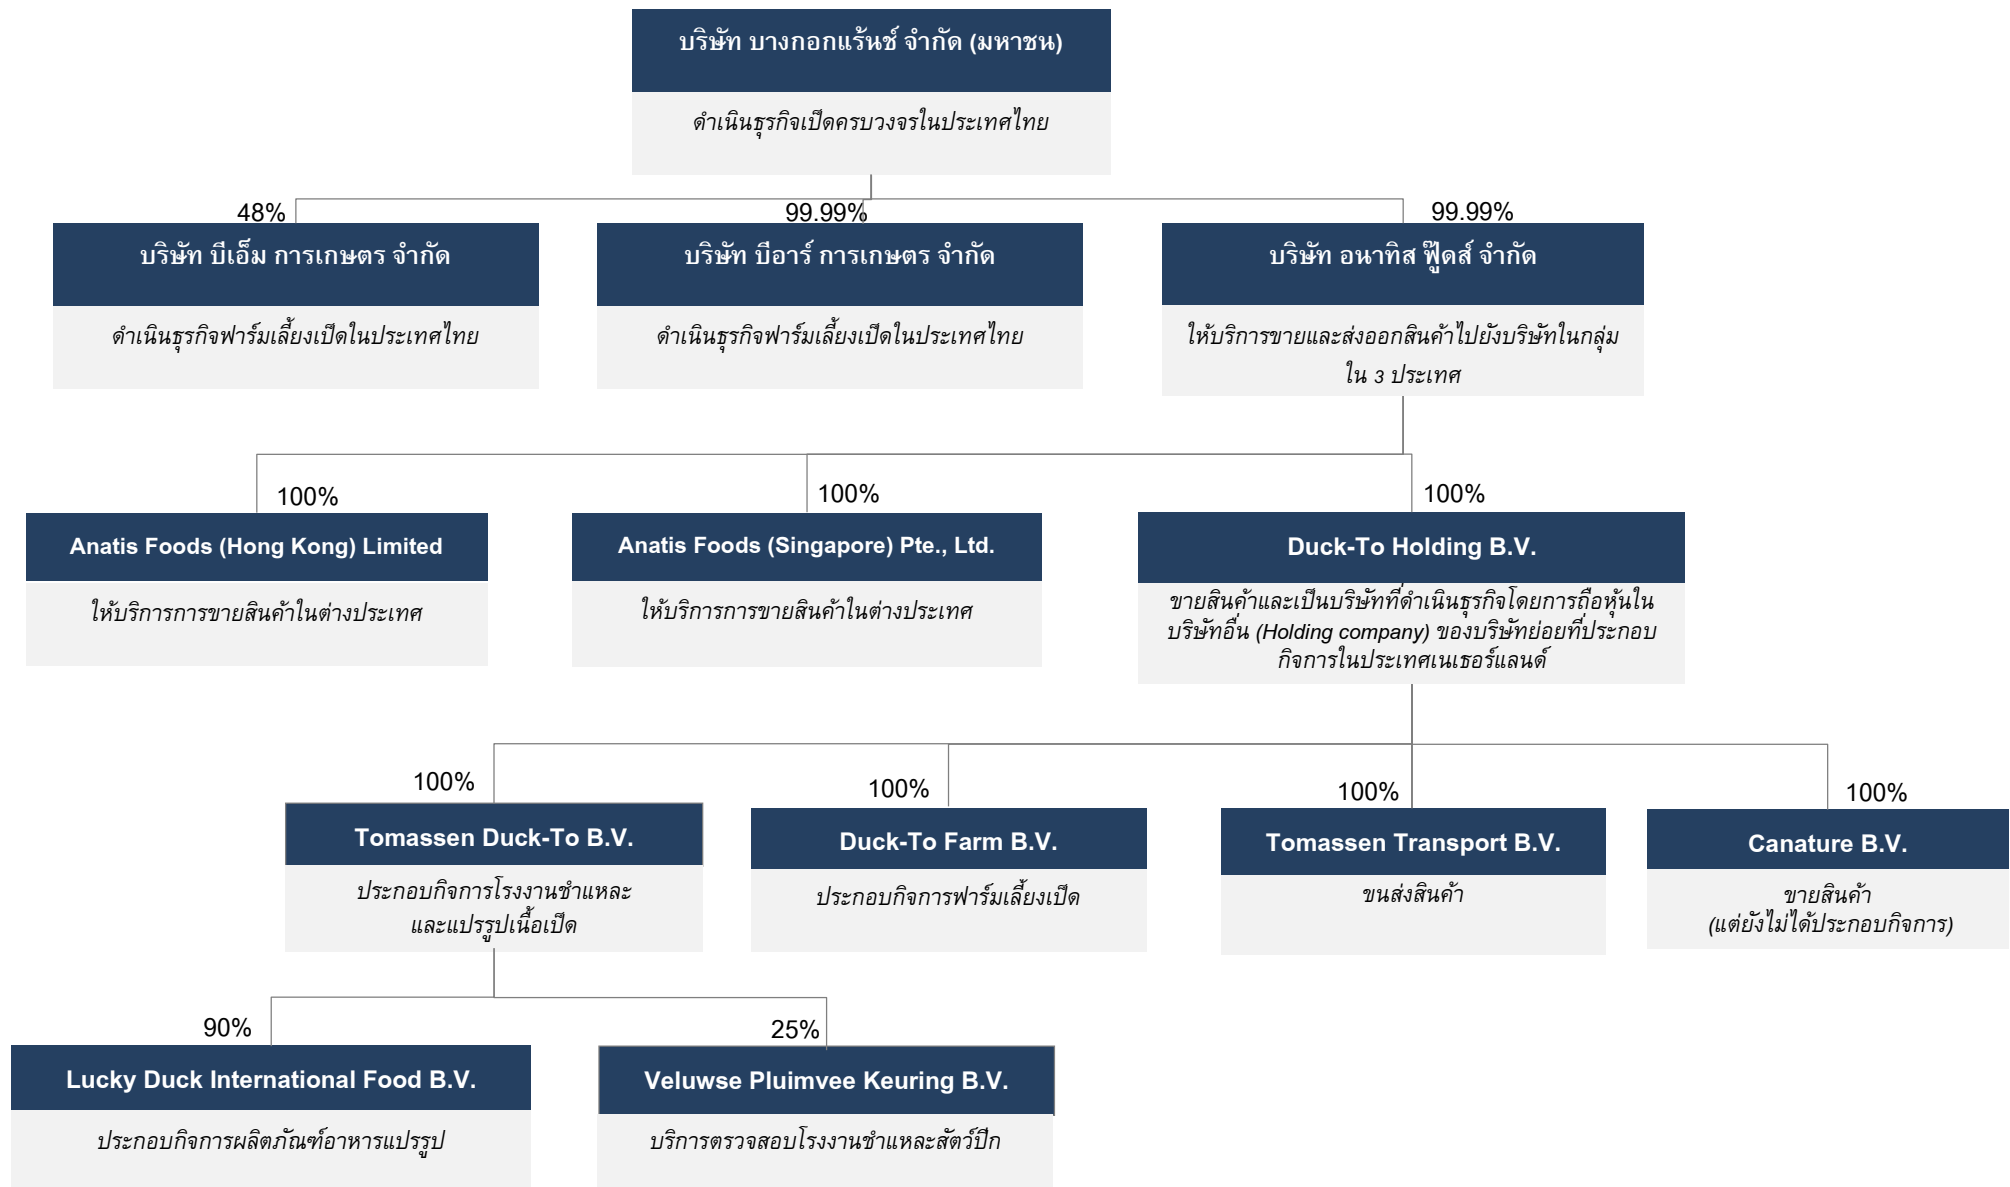 บริษัท บางกอกแร้นช์ จำกัด (มหาชน)
ดำเนินธุรกิจเป็ดครบวงจรในประเทศไทย
48%
99.99%
99.99%
บริษัท บีเอ็ม การเกษตร จำกัด
ดำเนินธุรกิจฟาร์มเลี้ยงเป็ดในประเทศไทย
บริษัท บีอาร์ การเกษตร จำกัด
ดำเนินธุรกิจฟาร์มเลี้ยงเป็ดในประเทศไทย
บริษัท อนาทิส ฟู๊ดส์ จำกัด
ให้บริการขายและส่งออกสินค้าไปยังบริษัทในกลุ่ม
ใน 3 ประเทศ
100%
100%
100%
Anatis Foods (Hong Kong) Limited
ให้บริการการขายสินค้าในต่างประเทศ
Anatis Foods (Singapore) Pte., Ltd.
ให้บริการการขายสินค้าในต่างประเทศ
Duck-To Holding B.V.
ขายสินค้าและเป็นบริษัทที่ดำเนินธุรกิจโดยการถือหุ้นใน
บริษัทอื่น (Holding company) ของบริษัทย่อยที่ประกอบ
กิจการในประเทศเนเธอร์แลนด์
100%
100%
100%
100%
Tomassen Duck-To B.V.
ประกอบกิจการโรงงานชำแหละ
และแปรรูปเนื้อเป็ด
Duck-To Farm B.V.
ประกอบกิจการฟาร์มเลี้ยงเป็ด
Tomassen Transport B.V.
ขนส่งสินค้า
Canature B.V.
ขายสินค้า
(แต่ยังไม่ได้ประกอบกิจการ)
90%
25%
Lucky Duck International Food B.V.
ประกอบกิจการผลิตภัณฑ์อาหารแปรรูป
Veluwse Pluimvee Keuring B.V.
บริการตรวจสอบโรงงานชำแหละสัตว์ปีก